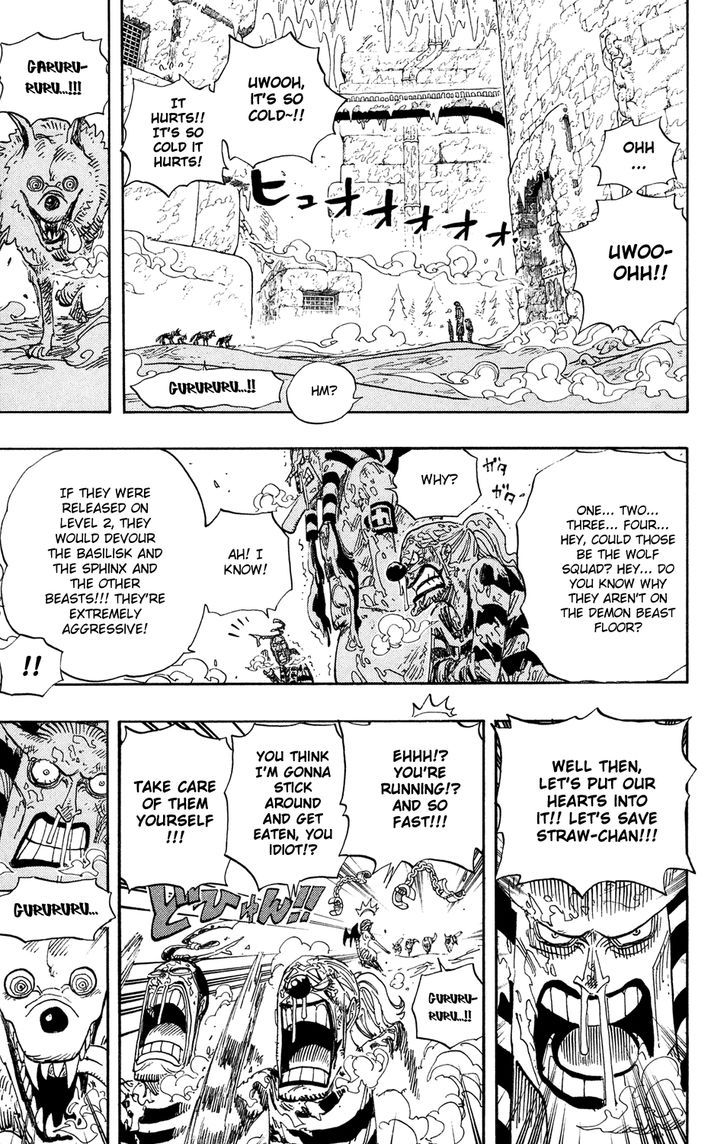 OHH
...
UWOO-
OHH!!
UWOOH,
IT'S SO
COLD~!!
IT
HURTS!!
IT'S SO
COLD IT
HURTS!
ヒュオオオオオ
HM?
GURURURU...!!
GARURU-
RURU...!!!
ONE... TWO...
THREE... FOUR...
HEY, COULD THOSE
BE THE WOLF
SQUAD? HEY... DO
YOU KNOW WHY
THEY AREN'T ON
THE DEMON BEAST
FLOOR?
ガタ
ガタ
WHY?
AH! I
KNOW!
IF THEY WERE
RELEASED ON
LEVEL 2, THEY
WOULD DEVOUR
THE BASILISK AND
THE SPHINX AND
THE OTHER
BEASTS!!! THEY'RE
EXTREMELY
AGGRESSIVE!
!!
WELL THEN,
LET'S PUT OUR
HEARTS INTO
IT!! LET'S SAVE
STRAW-CHAN!!!
EHHH!?
YOU'RE
RUNNING!?
AND SO
FAST!!!
YOU THINK
I'M GONNA
STICK
AROUND
AND GET
EATEN, YOU
IDIOT!?
TAKE CARE
OF THEM
YOURSELF
!!!
どひゅん!!
GURURU-
RURU...!!
GURURURU...